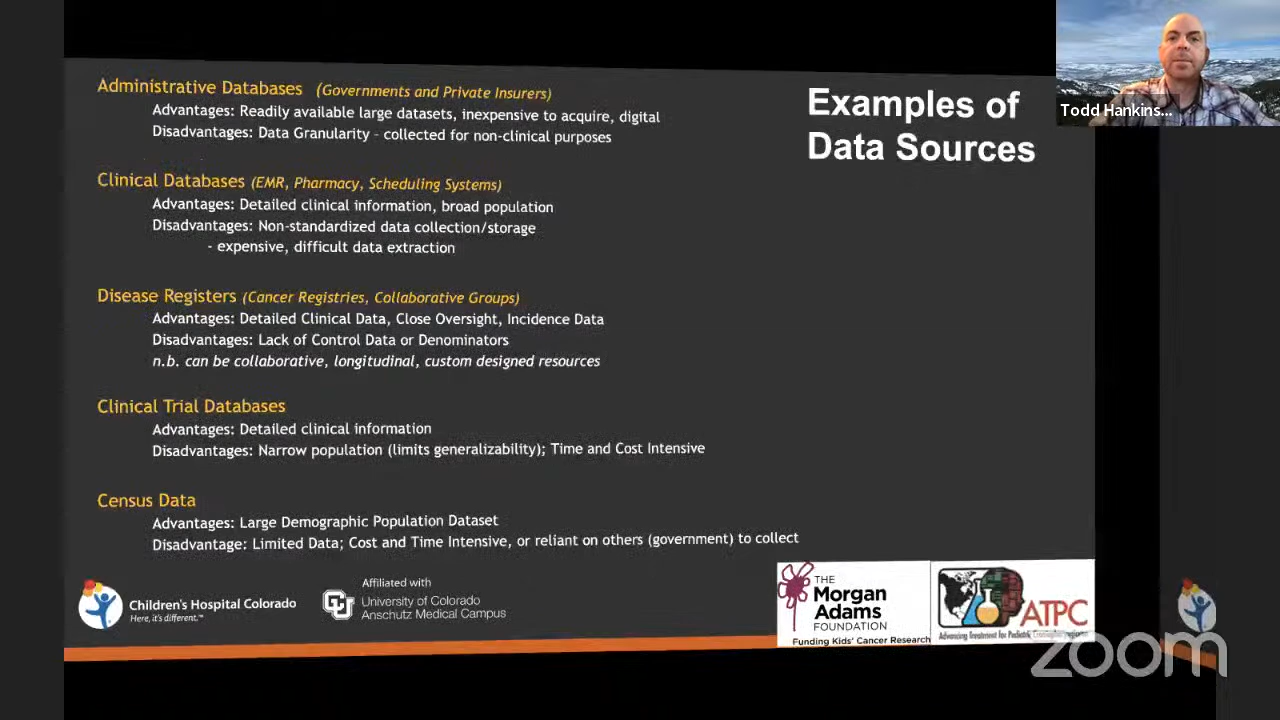 Examples of
Data Sources
Todd Hankins...
Administrative Databases (Governments and Private Insurers)
Advantages: Readily available large datasets, inexpensive to acquire, digital
Disadvantages: Data Granularity - collected for non-clinical purposes
Clinical Databases (EMR, Pharmacy, Scheduling Systems)
Advantages: Detailed clinical information, broad population
Disadvantages: Non-standardized data collection/storage
- expensive, difficult data extraction
Disease Registers (Cancer Registries, Collaborative Groups)
Advantages: Detailed Clinical Data, Close Oversight, Incidence Data
Disadvantages: Lack of Control Data or Denominators
n.b. can be collaborative, longitudinal, custom designed resources
Clinical Trial Databases
Advantages: Detailed clinical information
Disadvantages: Narrow population (limits generalizability); Time and Cost Intensive
Census Data
Advantages: Large Demographic Population Dataset
Disadvantage: Limited Data; Cost and Time Intensive, or reliant on others (government) to collect
Children's Hospital Colorado
Here, it's different.™
Affiliated with
University of Colorado
Anschutz Medical Campus
THE
Morgan
Adams
FOUNDATION
Funding Kids' Cancer Research
ATPC
Advancing Treatment for Pediatric
zoom